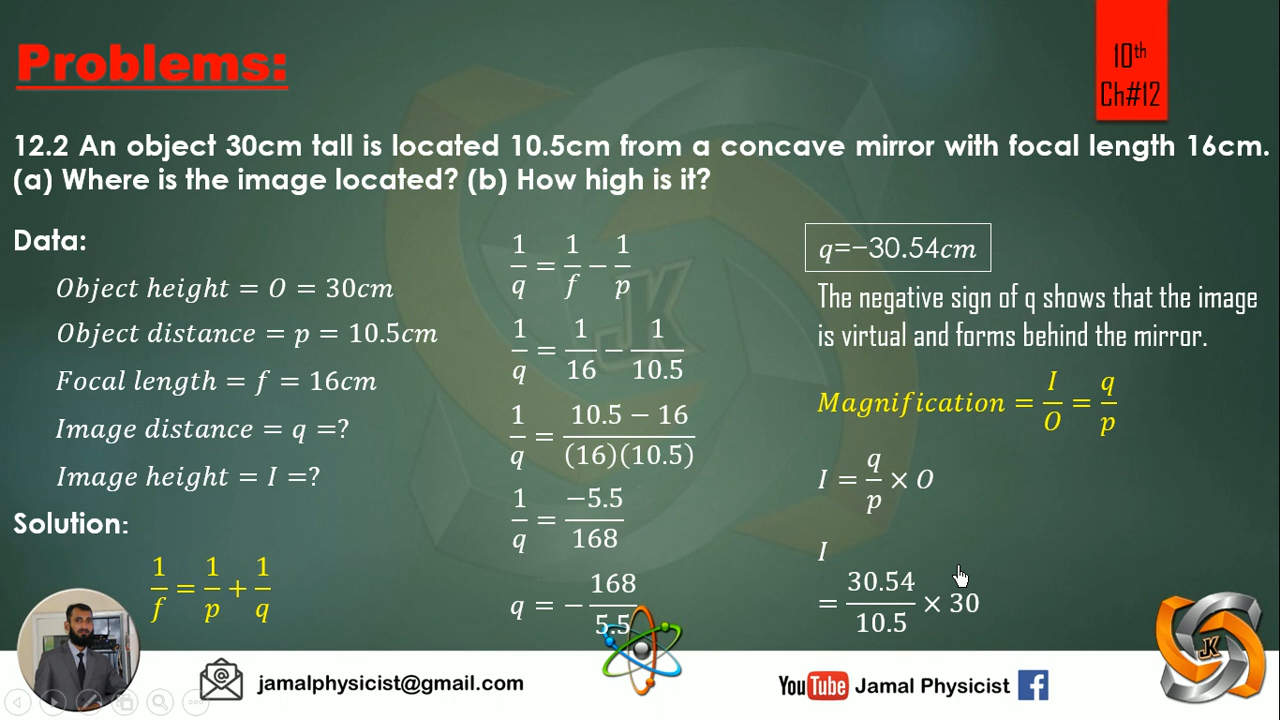 Problems:
10th
Ch#12
12.2 An object 30cm tall is located 10.5cm from a concave mirror with focal length 16cm.
(a) Where is the image located? (b) How high is it?
Data:
Object height = O = 30cm
Object distance = p = 10.5cm
Focal length = f = 16cm
Image distance = q =?
Image height = I =?
Solution:
1/f = 1/p + 1/q
1/q = 1/f − 1/p
1/q = 1/16 − 1/10.5
1/q = 10.5 − 16/(16)(10.5)
1/q = −5.5/168
q = − 168/5.5
q=−30.54cm
The negative sign of q shows that the image
is virtual and forms behind the mirror.
Magnification = I/O = q/p
I = q/p × O
I
= 30.54/10.5 × 30
JK
jamalphysicist@gmail.com
YouTube Jamal Physicist f
JK